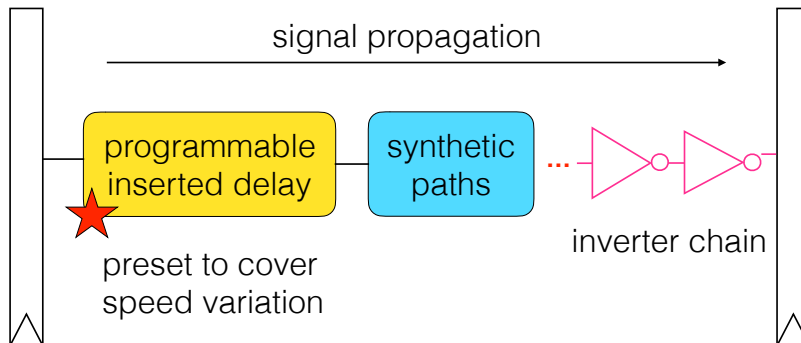 signal propagation
programmable
inserted delay
synthetic
paths
...
inverter chain
preset to cover
speed variation